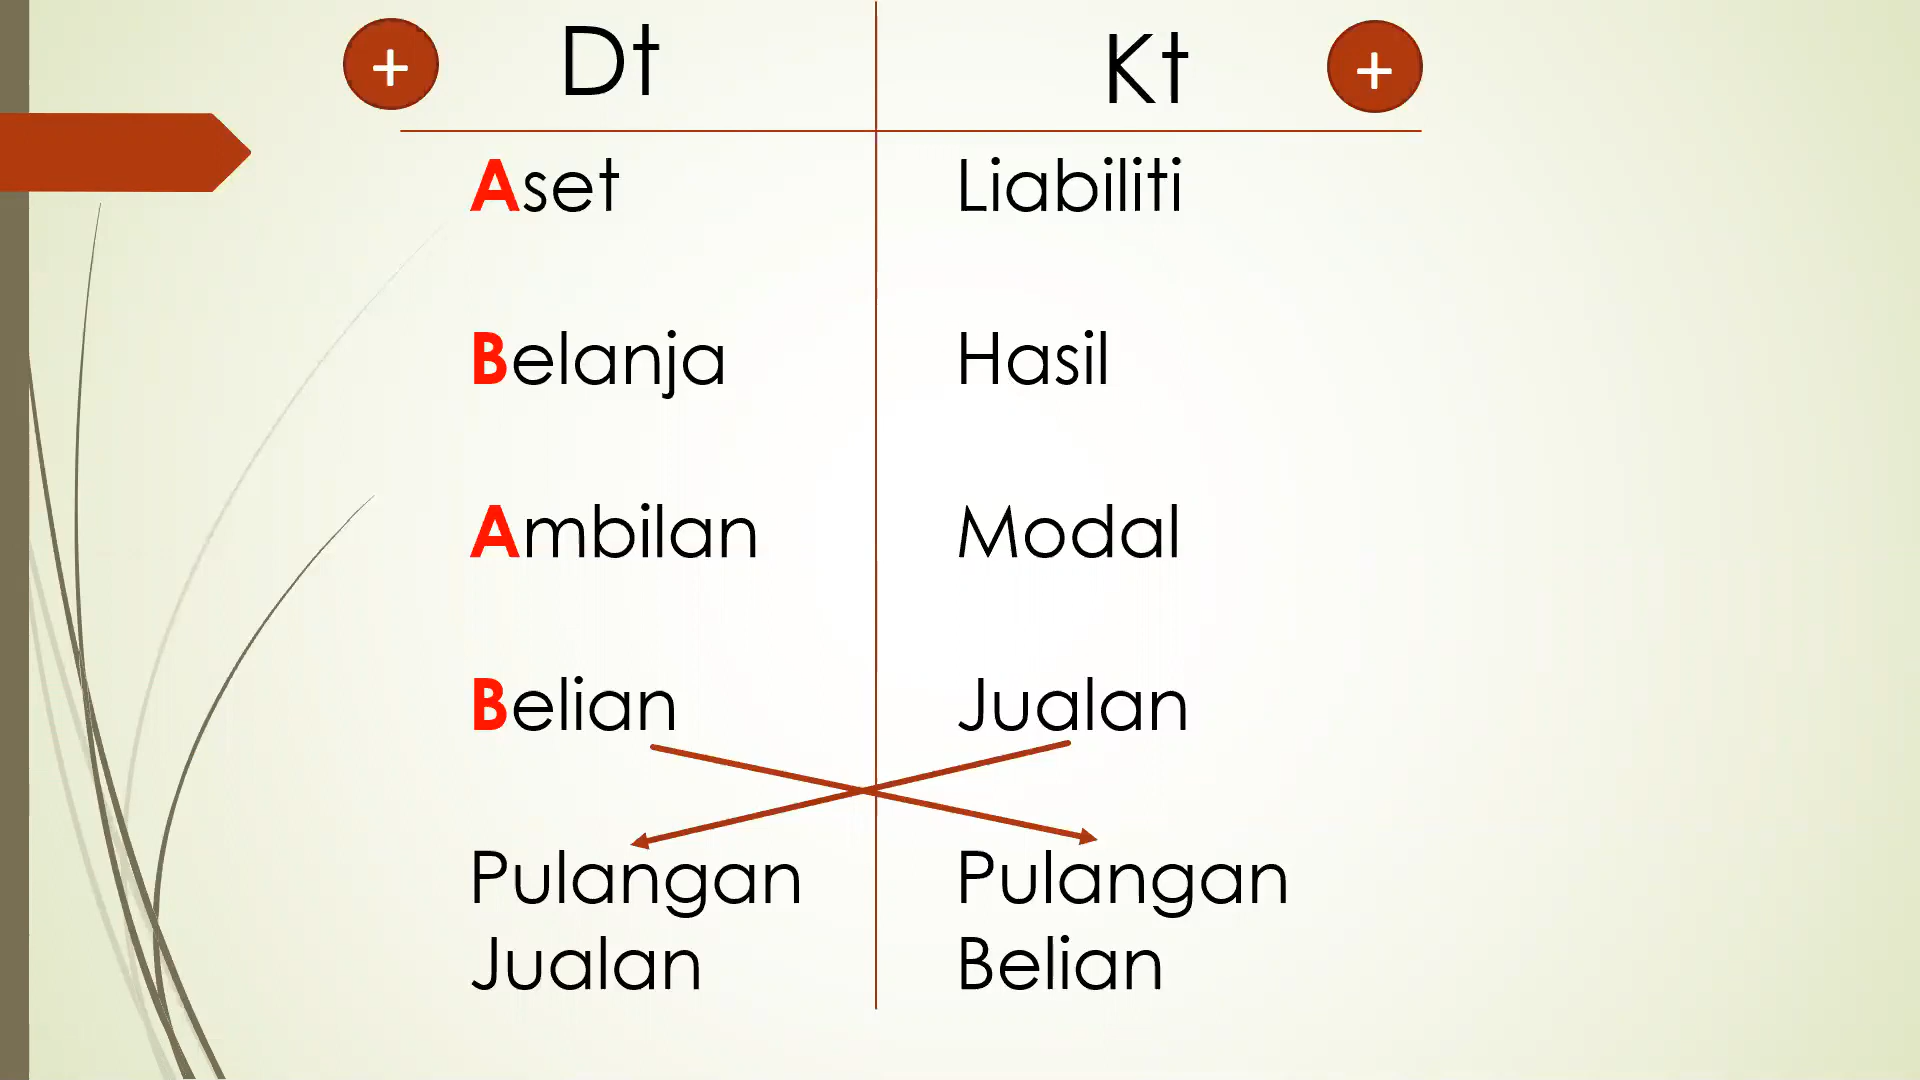 + Dt Kt +
Aset Liabiliti
Belanja Hasil
Ambilan Modal
Belian Jualan
Pulangan Pulangan
Jualan Belian